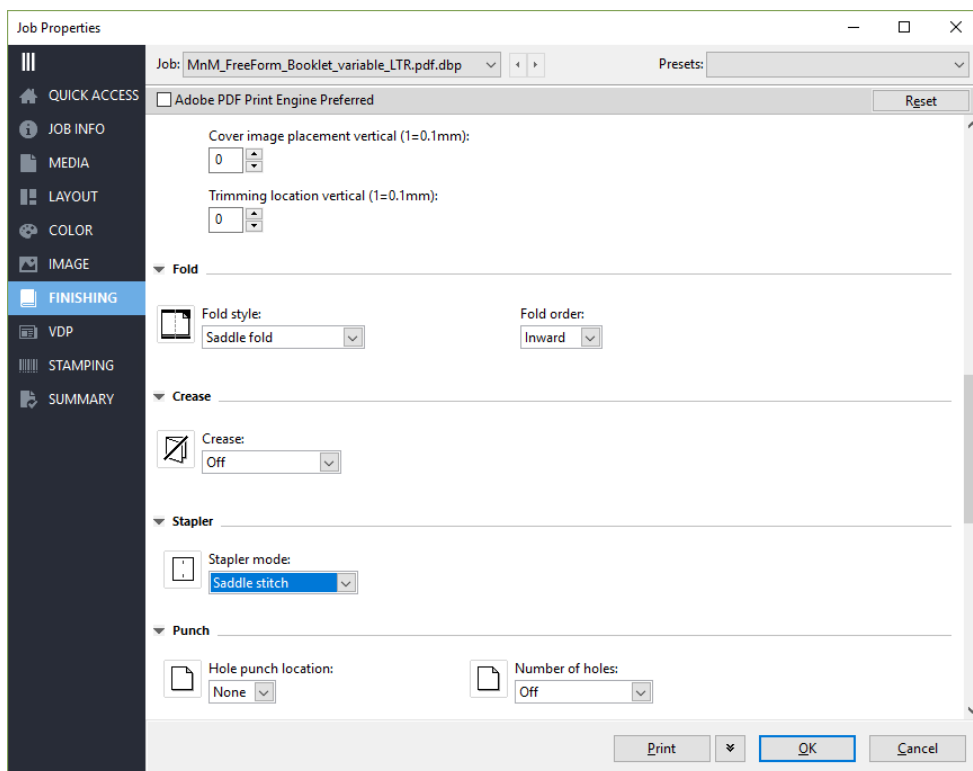 Job Properties
Job: MnM_FreeForm_Booklet_variable_LTR.pdf.dbp Presets:
Adobe PDF Print Engine Preferred Reset
QUICK ACCESS
JOB INFO
MEDIA
LAYOUT
COLOR
IMAGE
FINISHING
VDP
STAMPING
SUMMARY
Cover image placement vertical (1=0.1mm):
0
Trimming location vertical (1=0.1mm):
0
Fold
Fold style: Fold order:
Saddle fold Inward
Crease
Crease:
Off
Stapler
Stapler mode:
Saddle stitch
Punch
Hole punch location: Number of holes:
None Off
Print OK Cancel